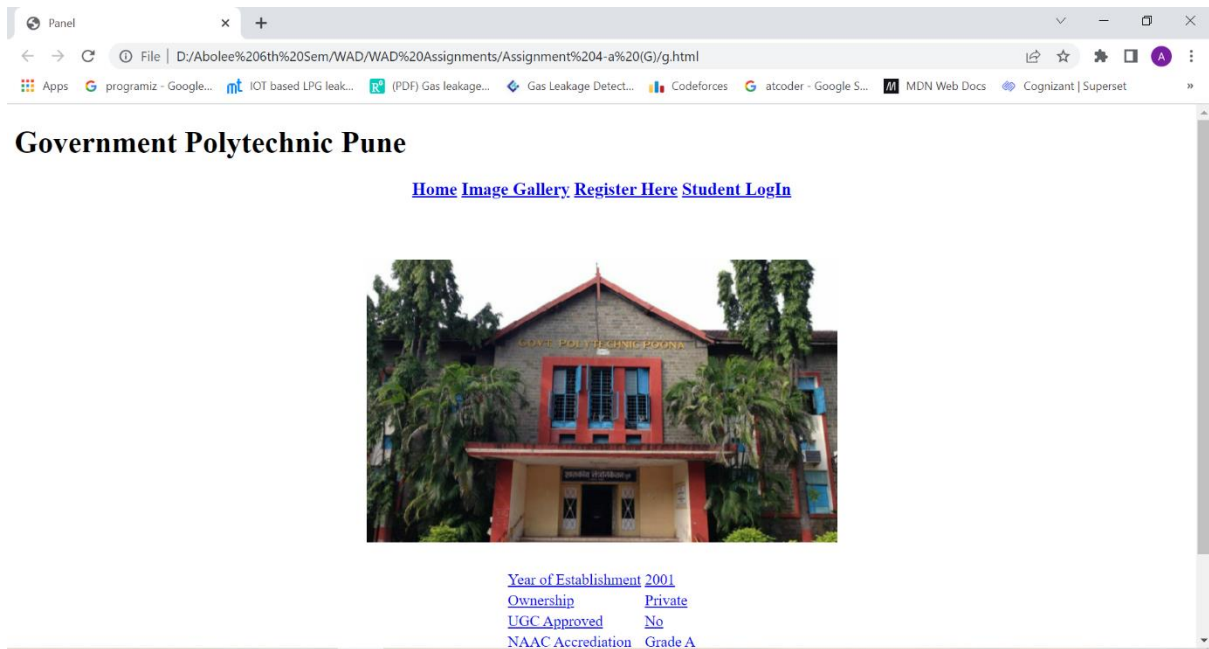 Panel
File | D:/Abolee%206th%20Sem/WAD/WAD%20Assignments/Assignment%204-a%20(G)/g.html
A
Apps programiz - Google... IOT based LPG leak... (PDF) Gas leakage... Gas Leakage Detect... Codeforces atcoder - Google S... MDN Web Docs Cognizant | Superset »
Government Polytechnic Pune
Home Image Gallery Register Here Student LogIn
GOVT. POLYTECHNIC POONA
Year of Establishment 2001
Ownership Private
UGC Approved No
NAAC Accrediation Grade A